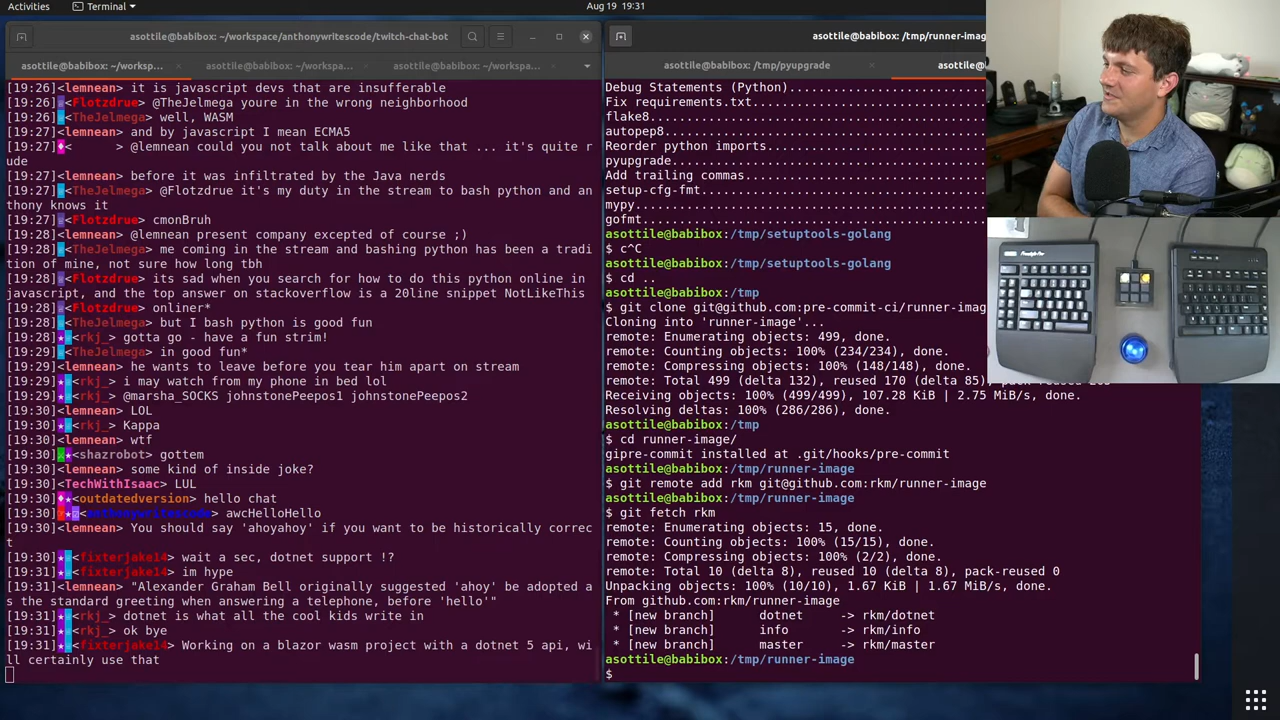 Activities
Terminal
Aug 19 19:31
asottile@babibox: ~/workspace/anthonywritescode/twitch-chat-bot
asottile@babibox: /tmp/runner-imag
asottile@babibox: ~/worksp...
asottile@babibox: ~/workspa...
asottile@babibox: ~/workspa...
asottile@babibox: /tmp/pyupgrade
asottile@
[19:26] <lemnean> it is javascript devs that are insufferable
[19:26] <Flotzdrue> @TheJelmega youre in the wrong neighborhood
[19:26] <TheJelmega> well, WASM
[19:27] <lemnean> and by javascript I mean ECMA5
[19:27] < > @lemnean could you not talk about me like that ... it's quite r
ude
[19:27] <lemnean> before it was infiltrated by the Java nerds
[19:27] <TheJelmega> @Flotzdrue it's my duty in the stream to bash python and an
thony knows it
[19:27] <Flotzdrue> cmonBruh
[19:28] <lemnean> @lemnean present company excepted of course ;)
[19:28] <TheJelmega> me coming in the stream and bashing python has been a tradi
tion of mine, not sure how long tbh
[19:28] <Flotzdrue> its sad when you search for how to do this python online in
javascript, and the top answer on stackoverflow is a 20line snippet NotLikeThis
[19:28] <Flotzdrue> onliner*
[19:28] <TheJelmega> but I bash python is good fun
[19:28] <rkj_> gotta go - have a fun strim!
[19:29] <TheJelmega> in good fun*
[19:29] <lemnean> he wants to leave before you tear him apart on stream
[19:29] <rkj_> i may watch from my phone in bed lol
[19:29] <rkj_> @marsha_SOCKS johnstonePeepos1 johnstonePeepos2
[19:30] <lemnean> LOL
[19:30] <rkj_> Kappa
[19:30] <lemnean> wtf
[19:30] <shazrobot> gottem
[19:30] <lemnean> some kind of inside joke?
[19:30] <TechWithIsaac> LUL
[19:30] <outdatedversion> hello chat
[19:30] <anthonywritescode> awcHelloHello
[19:30] <lemnean> You should say 'ahoyahoy' if you want to be historically correc
t
[19:30] <fixterjake14> wait a sec, dotnet support !?
[19:31] <fixterjake14> im hype
[19:31] <lemnean> "Alexander Graham Bell originally suggested 'ahoy' be adopted a
s the standard greeting when answering a telephone, before 'hello'"
[19:31] <rkj_> dotnet is what all the cool kids write in
[19:31] <rkj_> ok bye
[19:31] <fixterjake14> Working on a blazor wasm project with a dotnet 5 api, wi
ll certainly use that
Debug Statements (Python)..................................
Fix requirements.txt.......................................
flake8.....................................................
autopep8...................................................
Reorder python imports.....................................
pyupgrade..................................................
Add trailing commas........................................
setup-cfg-fmt..............................................
mypy.......................................................
gofmt......................................................
asottile@babibox:/tmp/setuptools-golang
$ c^C
asottile@babibox:/tmp/setuptools-golang
$ cd ..
asottile@babibox:/tmp
$ git clone git@github.com:pre-commit-ci/runner-imag
Cloning into 'runner-image'...
remote: Enumerating objects: 499, done.
remote: Counting objects: 100% (234/234), done.
remote: Compressing objects: 100% (148/148), done.
remote: Total 499 (delta 132), reused 170 (delta 85),
Receiving objects: 100% (499/499), 107.28 KiB | 2.75 MiB/s, done.
Resolving deltas: 100% (286/286), done.
asottile@babibox:/tmp
$ cd runner-image/
gipre-commit installed at .git/hooks/pre-commit
asottile@babibox:/tmp/runner-image
$ git remote add rkm git@github.com:rkm/runner-image
asottile@babibox:/tmp/runner-image
$ git fetch rkm
remote: Enumerating objects: 15, done.
remote: Counting objects: 100% (15/15), done.
remote: Compressing objects: 100% (2/2), done.
remote: Total 10 (delta 8), reused 10 (delta 8), pack-reused 0
Unpacking objects: 100% (10/10), 1.67 KiB | 1.67 MiB/s, done.
From github.com:rkm/runner-image
* [new branch] dotnet -> rkm/dotnet
* [new branch] info -> rkm/info
* [new branch] master -> rkm/master
asottile@babibox:/tmp/runner-image
$